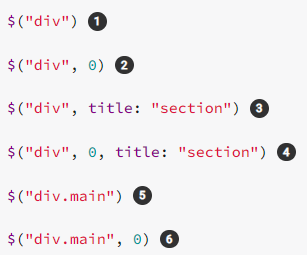 $("div") 1
$("div", 0) 2
$("div", title: "section") 3
$("div", 0, title: "section") 4
$("div.main") 5
$("div.main", 0) 6